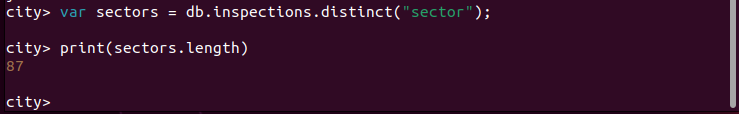 city> var sectors = db.inspections.distinct("sector");
city> print(sectors.length)
87
city>